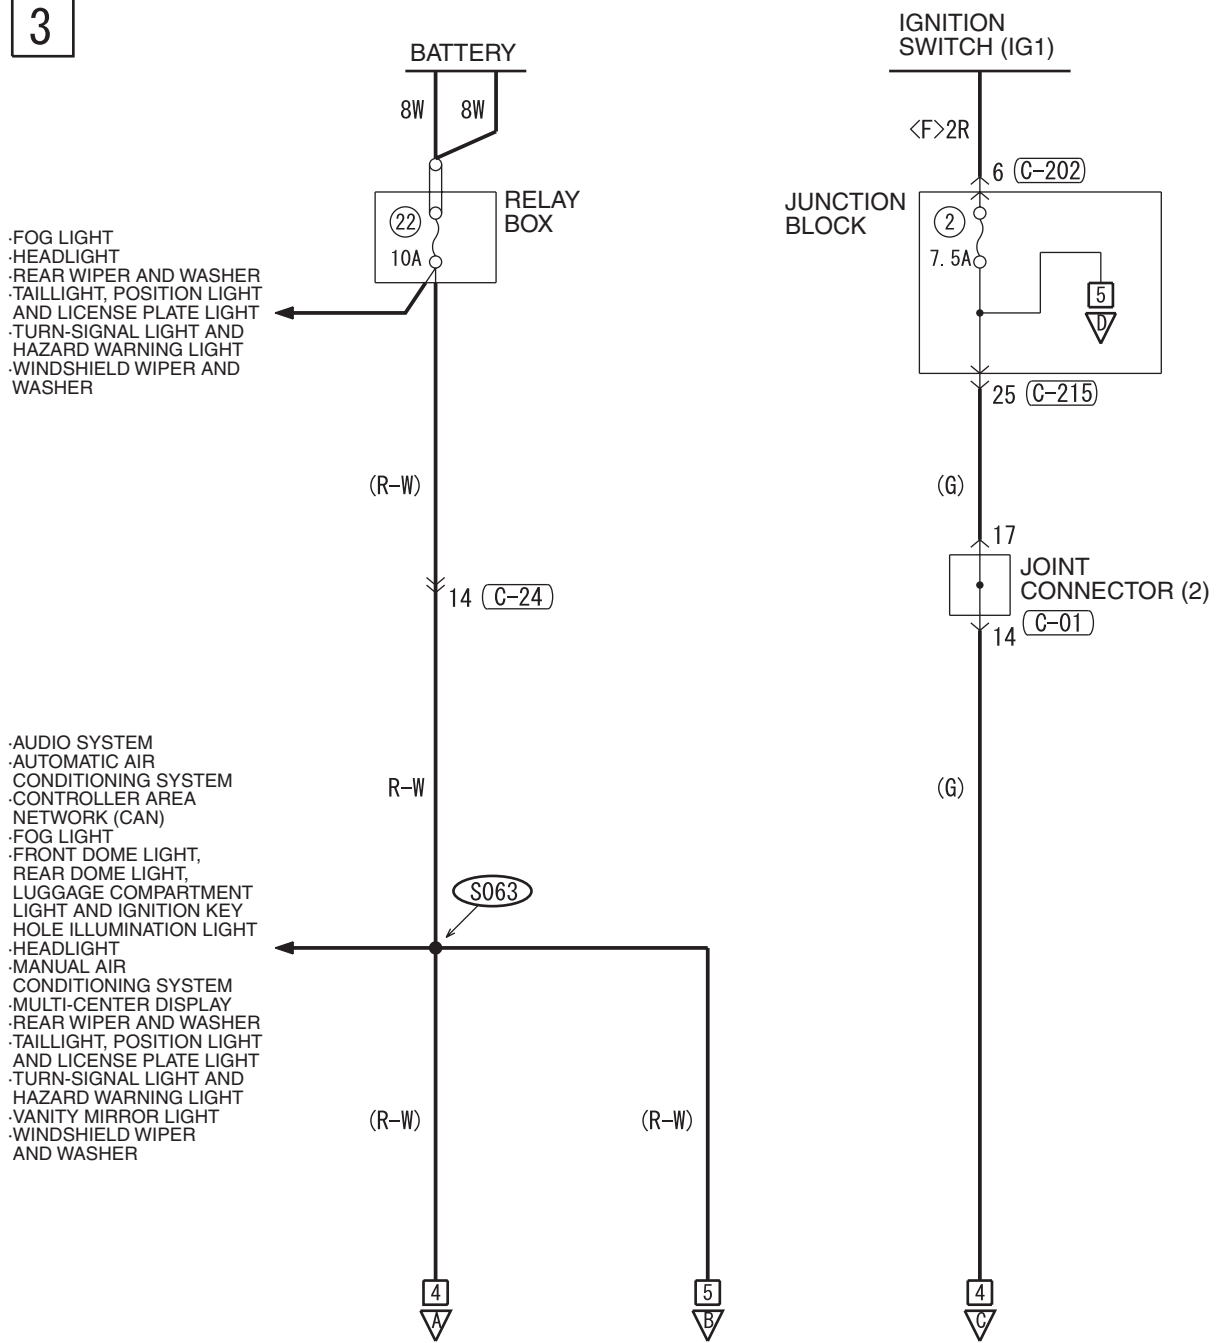 3
BATTERY
8W 8W
22
10A
RELAY
BOX
·FOG LIGHT
·HEADLIGHT
·REAR WIPER AND WASHER
·TAILLIGHT, POSITION LIGHT
AND LICENSE PLATE LIGHT
·TURN-SIGNAL LIGHT AND
HAZARD WARNING LIGHT
·WINDSHIELD WIPER AND
WASHER
(R-W)
14 C-24
·AUDIO SYSTEM
·AUTOMATIC AIR
CONDITIONING SYSTEM
·CONTROLLER AREA
NETWORK (CAN)
·FOG LIGHT
·FRONT DOME LIGHT,
REAR DOME LIGHT,
LUGGAGE COMPARTMENT
LIGHT AND IGNITION KEY
HOLE ILLUMINATION LIGHT
·HEADLIGHT
·MANUAL AIR
CONDITIONING SYSTEM
·MULTI-CENTER DISPLAY
·REAR WIPER AND WASHER
·TAILLIGHT, POSITION LIGHT
AND LICENSE PLATE LIGHT
·TURN-SIGNAL LIGHT AND
HAZARD WARNING LIGHT
·VANITY MIRROR LIGHT
·WINDSHIELD WIPER
AND WASHER
R-W
S063
(R-W)
(R-W)
4
A
5
B
IGNITION
SWITCH (IG1)
<F>2R
6 C-202
JUNCTION
BLOCK
2
7.5A
5
D
25 C-215
(G)
17
JOINT
CONNECTOR (2)
C-01
14
(G)
4
C